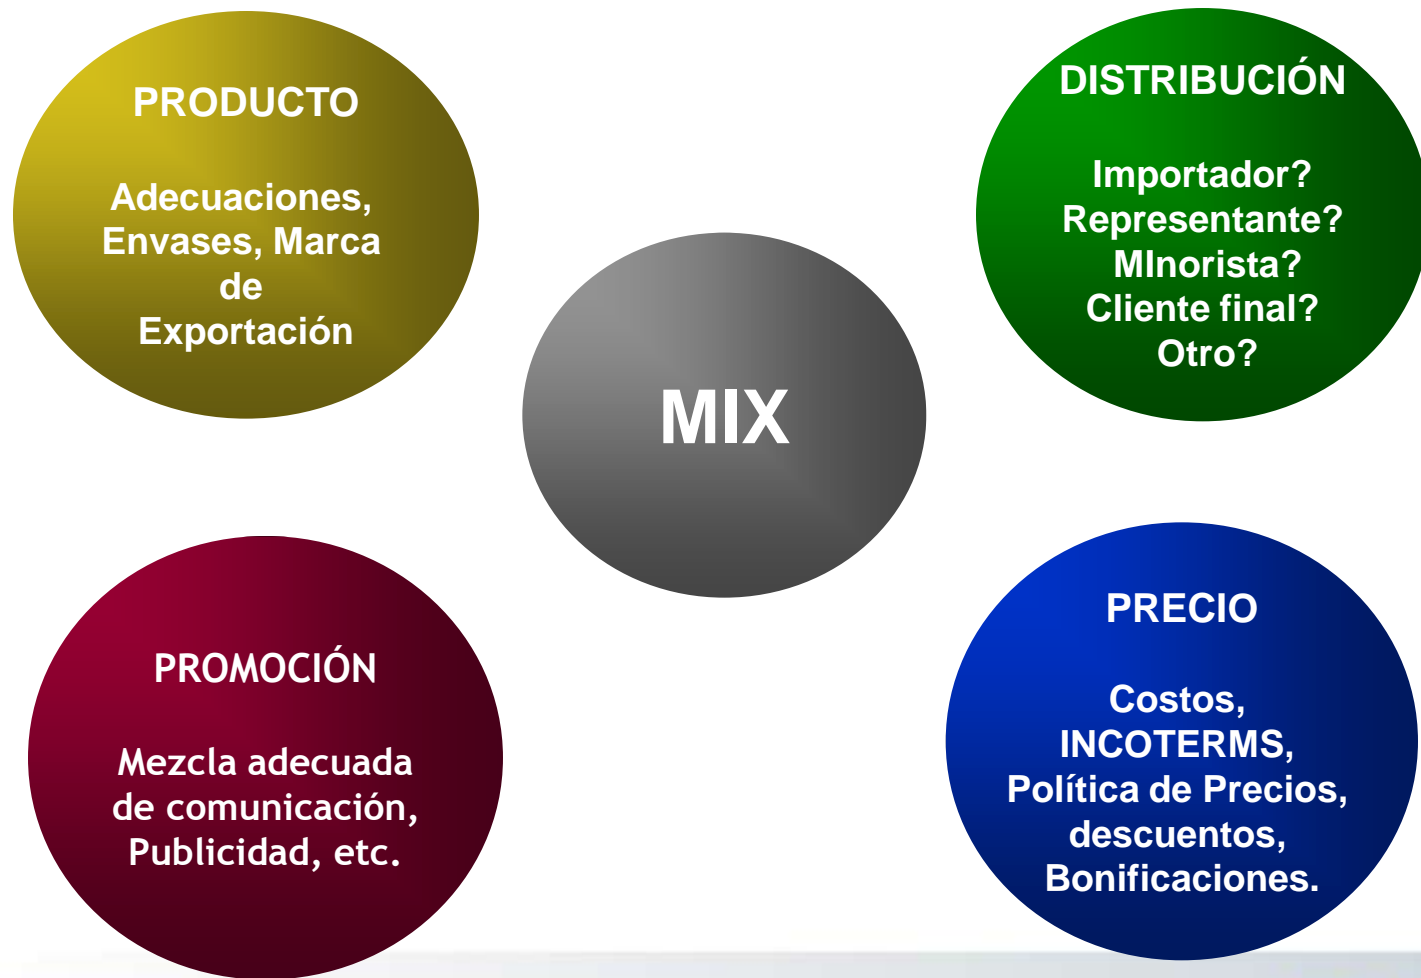 PRODUCTO
Adecuaciones,
Envases, Marca
de
Exportación
DISTRIBUCIÓN
Importador?
Representante?
MInorista?
Cliente final?
Otro?
MIX
PROMOCIÓN
Mezcla adecuada
de comunicación,
Publicidad, etc.
PRECIO
Costos,
INCOTERMS,
Política de Precios,
descuentos,
Bonificaciones.